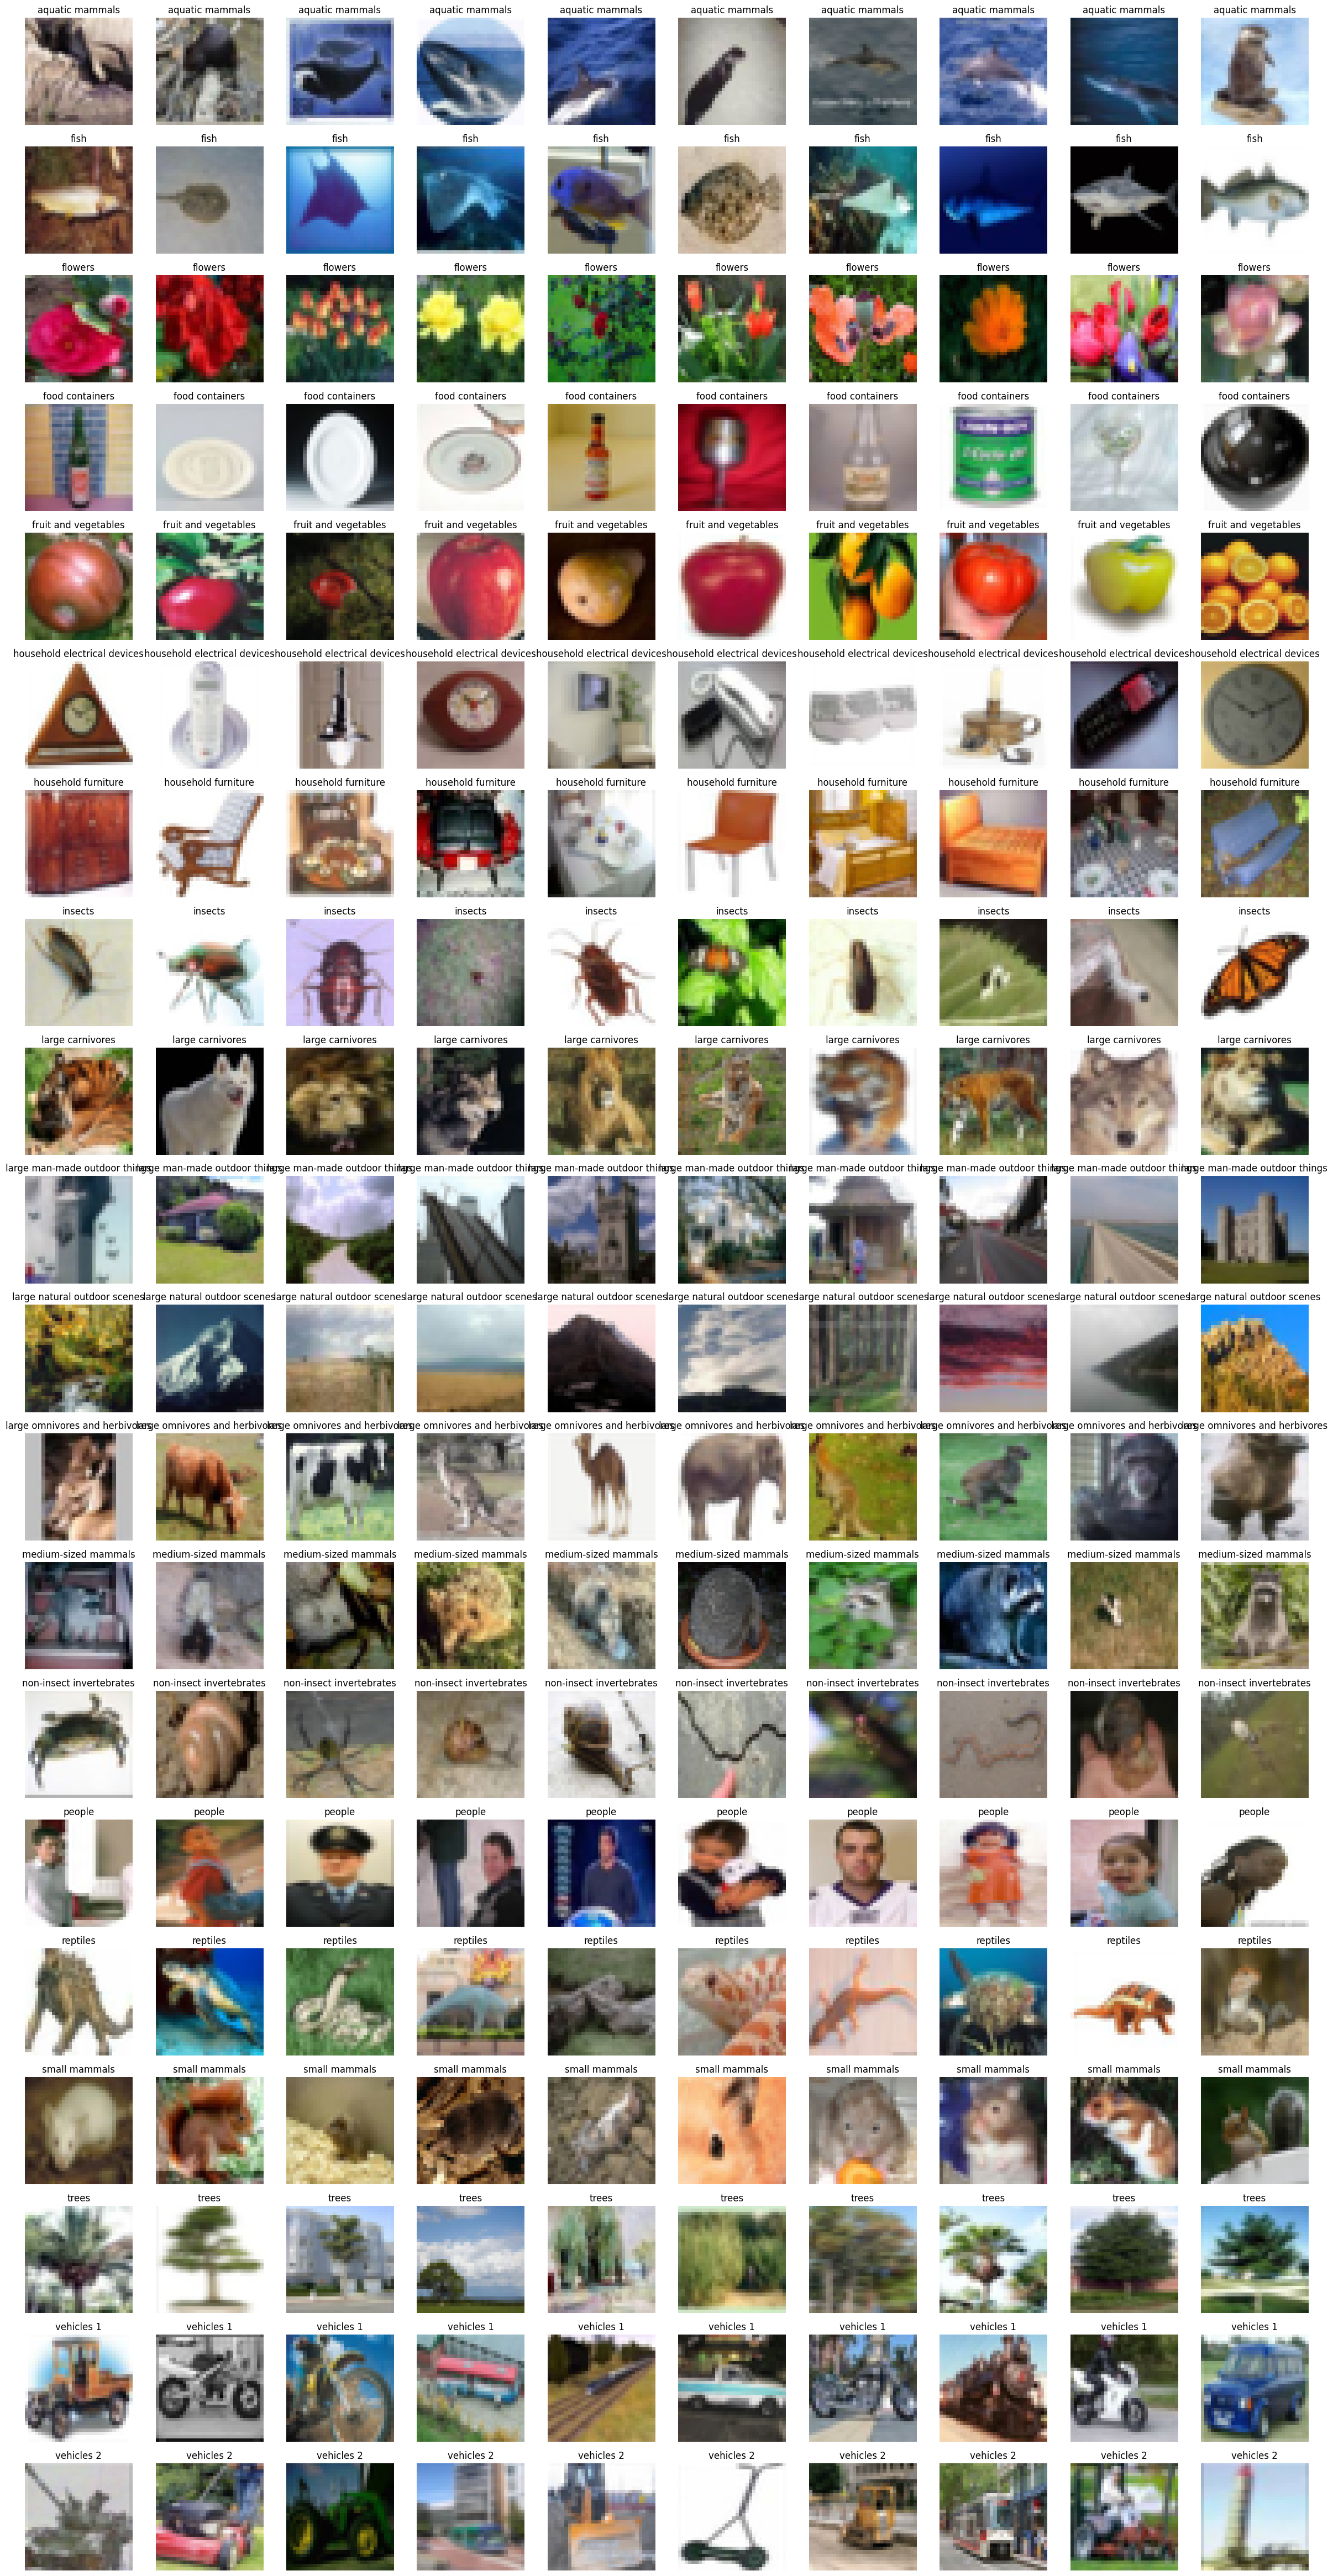 aquatic mammals aquatic mammals aquatic mammals aquatic mammals aquatic mammals aquatic mammals aquatic mammals aquatic mammals aquatic mammals aquatic mammals
fish fish fish fish fish fish fish fish fish fish
flowers flowers flowers flowers flowers flowers flowers flowers flowers flowers
food containers food containers food containers food containers food containers food containers food containers food containers food containers food containers
fruit and vegetables fruit and vegetables fruit and vegetables fruit and vegetables fruit and vegetables fruit and vegetables fruit and vegetables fruit and vegetables fruit and vegetables fruit and vegetables
household electrical devices household electrical devices household electrical devices household electrical devices household electrical devices household electrical devices household electrical devices household electrical devices household electrical devices household electrical devices
household furniture household furniture household furniture household furniture household furniture household furniture household furniture household furniture household furniture household furniture
insects insects insects insects insects insects insects insects insects insects
large carnivores large carnivores large carnivores large carnivores large carnivores large carnivores large carnivores large carnivores large carnivores large carnivores
large man-made outdoor things large man-made outdoor things large man-made outdoor things large man-made outdoor things large man-made outdoor things large man-made outdoor things large man-made outdoor things large man-made outdoor things large man-made outdoor things large man-made outdoor things
large natural outdoor scenes large natural outdoor scenes large natural outdoor scenes large natural outdoor scenes large natural outdoor scenes large natural outdoor scenes large natural outdoor scenes large natural outdoor scenes large natural outdoor scenes large natural outdoor scenes
large omnivores and herbivores large omnivores and herbivores large omnivores and herbivores large omnivores and herbivores large omnivores and herbivores large omnivores and herbivores large omnivores and herbivores large omnivores and herbivores large omnivores and herbivores large omnivores and herbivores
medium-sized mammals medium-sized mammals medium-sized mammals medium-sized mammals medium-sized mammals medium-sized mammals medium-sized mammals medium-sized mammals medium-sized mammals medium-sized mammals
non-insect invertebrates non-insect invertebrates non-insect invertebrates non-insect invertebrates non-insect invertebrates non-insect invertebrates non-insect invertebrates non-insect invertebrates non-insect invertebrates non-insect invertebrates
people people people people people people people people people people
reptiles reptiles reptiles reptiles reptiles reptiles reptiles reptiles reptiles reptiles
small mammals small mammals small mammals small mammals small mammals small mammals small mammals small mammals small mammals small mammals
trees trees trees trees trees trees trees trees trees trees
vehicles 1 vehicles 1 vehicles 1 vehicles 1 vehicles 1 vehicles 1 vehicles 1 vehicles 1 vehicles 1 vehicles 1
vehicles 2 vehicles 2 vehicles 2 vehicles 2 vehicles 2 vehicles 2 vehicles 2 vehicles 2 vehicles 2 vehicles 2